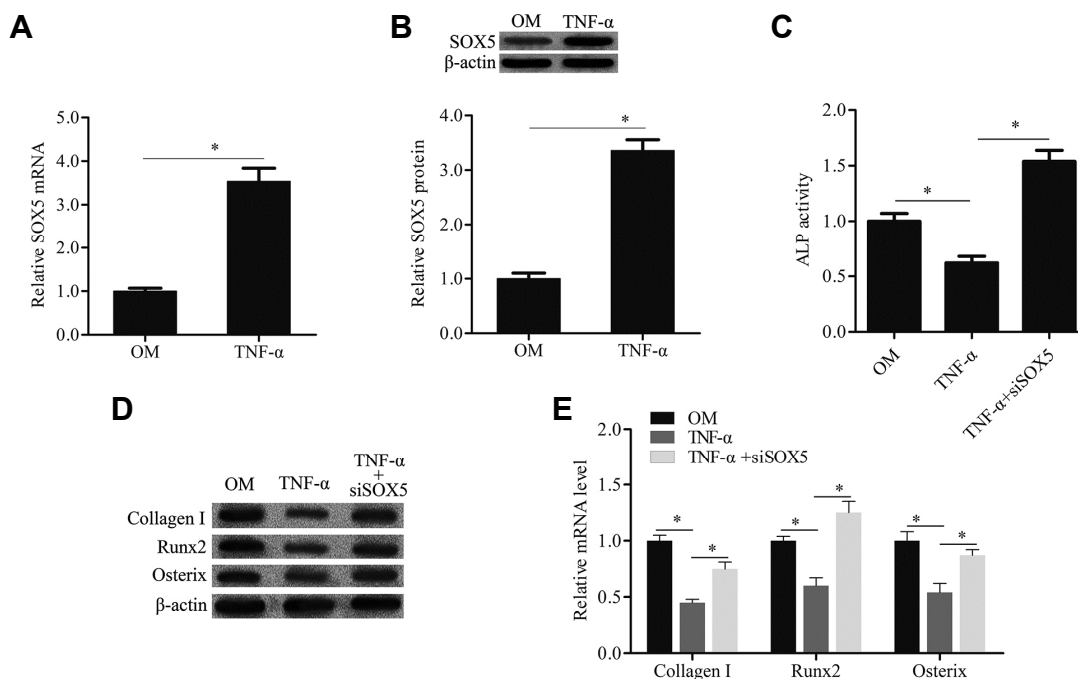 A
Relative SOX5 mRNA
5.0
4.0
3.0
2.0
1.0
0.0
*
OM
TNF-α
B
OM TNF-α
SOX5
β-actin
Relative SOX5 protein
4.0
3.0
2.0
1.0
0.0
*
OM
TNF-α
C
ALP activity
2.0
1.5
1.0
0.5
0.0
*
*
OM
TNF-α
TNF-α+siSOX5
D
OM
TNF-α
TNF-α
+
siSOX5
Collagen I
Runx2
Osterix
β-actin
E
OM
TNF-α
TNF-α +siSOX5
Relative mRNA level
2.0
1.5
1.0
0.5
0.0
*
*
*
*
*
*
Collagen I
Runx2
Osterix